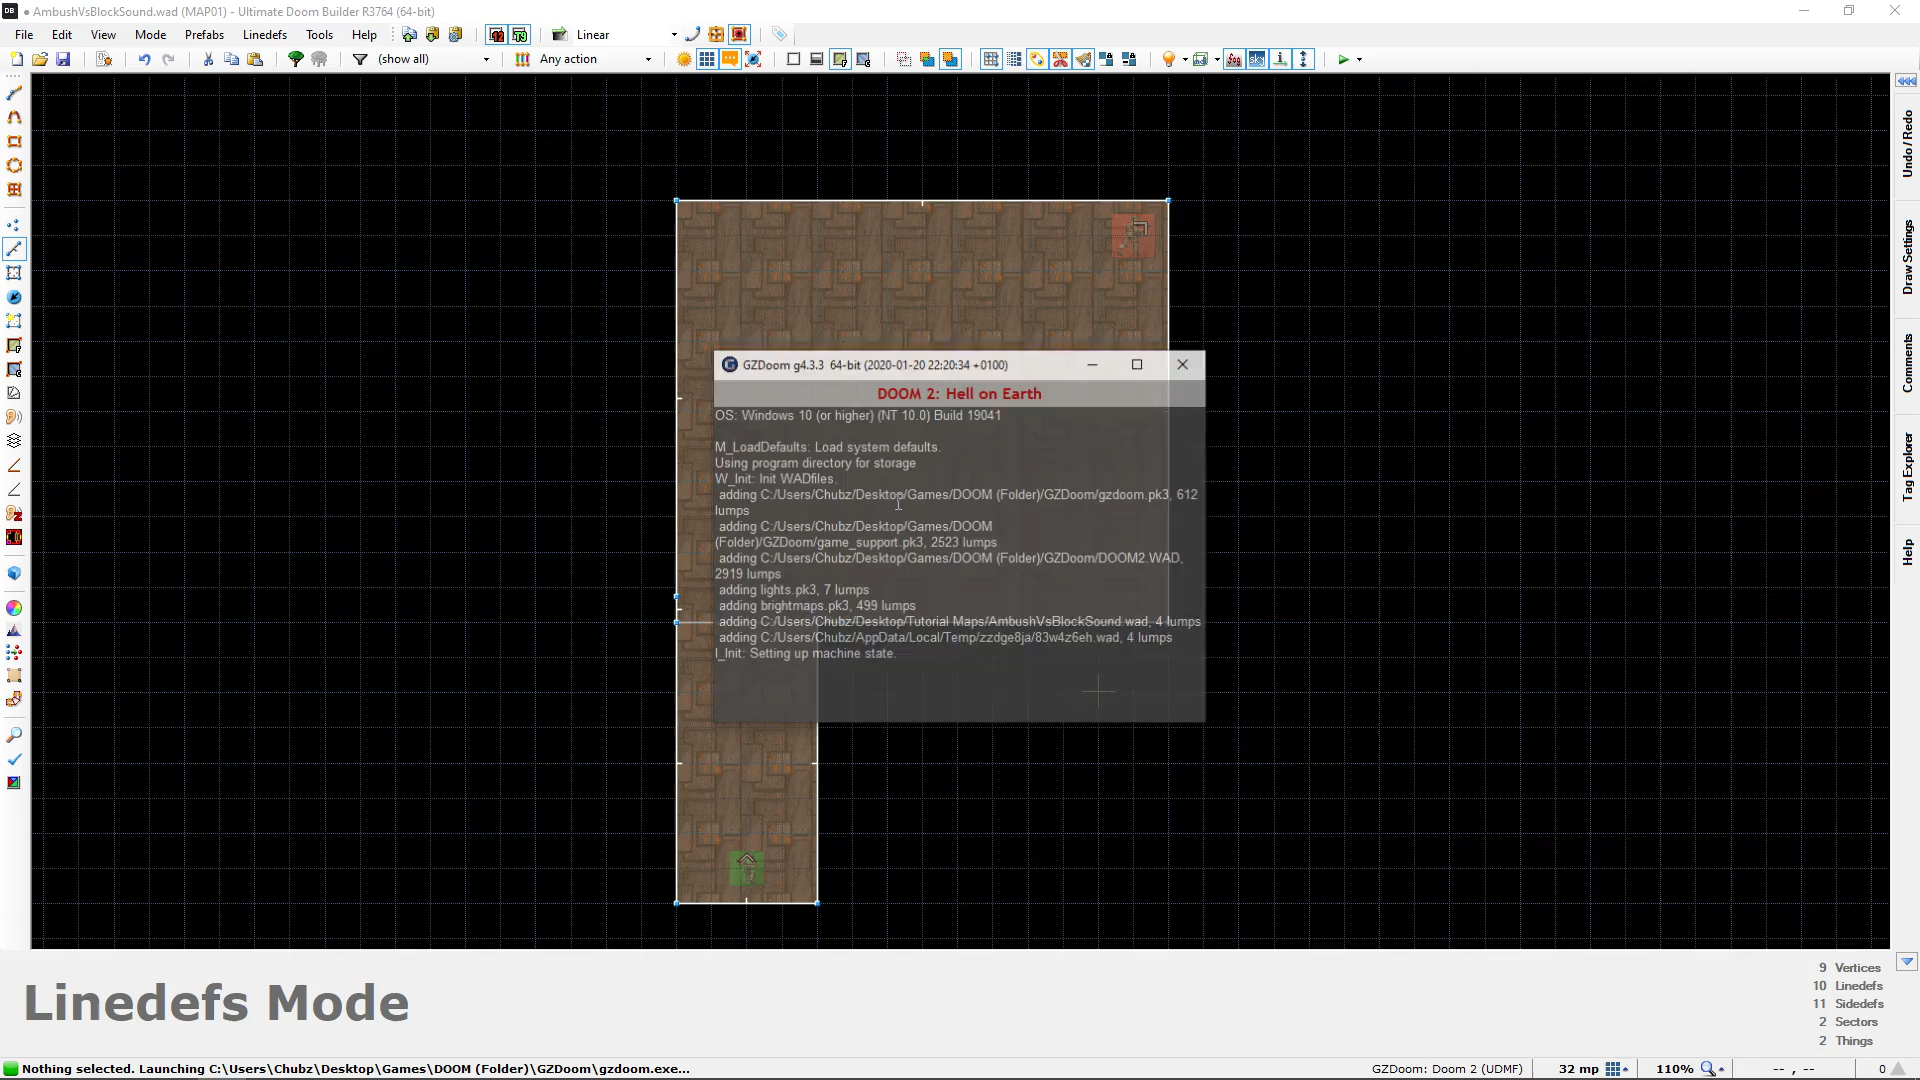 ● AmbushVsBlockSound.wad (MAP01) - Ultimate Doom Builder R3764 (64-bit)
File Edit View Mode Prefabs Linedefs Tools Help Linear
(show all) Any action
Undo / Redo
Draw Settings
Comments
Tag Explorer
Help
GZDoom g4.3.3 64-bit (2020-01-20 22:20:34 +0100)
DOOM 2: Hell on Earth
OS: Windows 10 (or higher) (NT 10.0) Build 19041
M_LoadDefaults: Load system defaults.
Using program directory for storage
W_Init: Init WADfiles.
adding C:/Users/Chubz/Desktop/Games/DOOM (Folder)/GZDoom/gzdoom.pk3, 612
lumps
adding C:/Users/Chubz/Desktop/Games/DOOM
(Folder)/GZDoom/game_support.pk3, 2523 lumps
adding C:/Users/Chubz/Desktop/Games/DOOM (Folder)/GZDoom/DOOM2.WAD,
2919 lumps
adding lights.pk3, 7 lumps
adding brightmaps.pk3, 499 lumps
adding C:/Users/Chubz/Desktop/Tutorial Maps/AmbushVsBlockSound.wad, 4 lumps
adding C:/Users/Chubz/AppData/Local/Temp/zzdge8ja/83w4z6eh.wad, 4 lumps
I_Init: Setting up machine state.
Linedefs Mode
9 Vertices
10 Linedefs
11 Sidedefs
2 Sectors
2 Things
Nothing selected. Launching C:\Users\Chubz\Desktop\Games\DOOM (Folder)\GZDoom\gzdoom.exe...
GZDoom: Doom 2 (UDMF) 32 mp 110% -- , -- 0